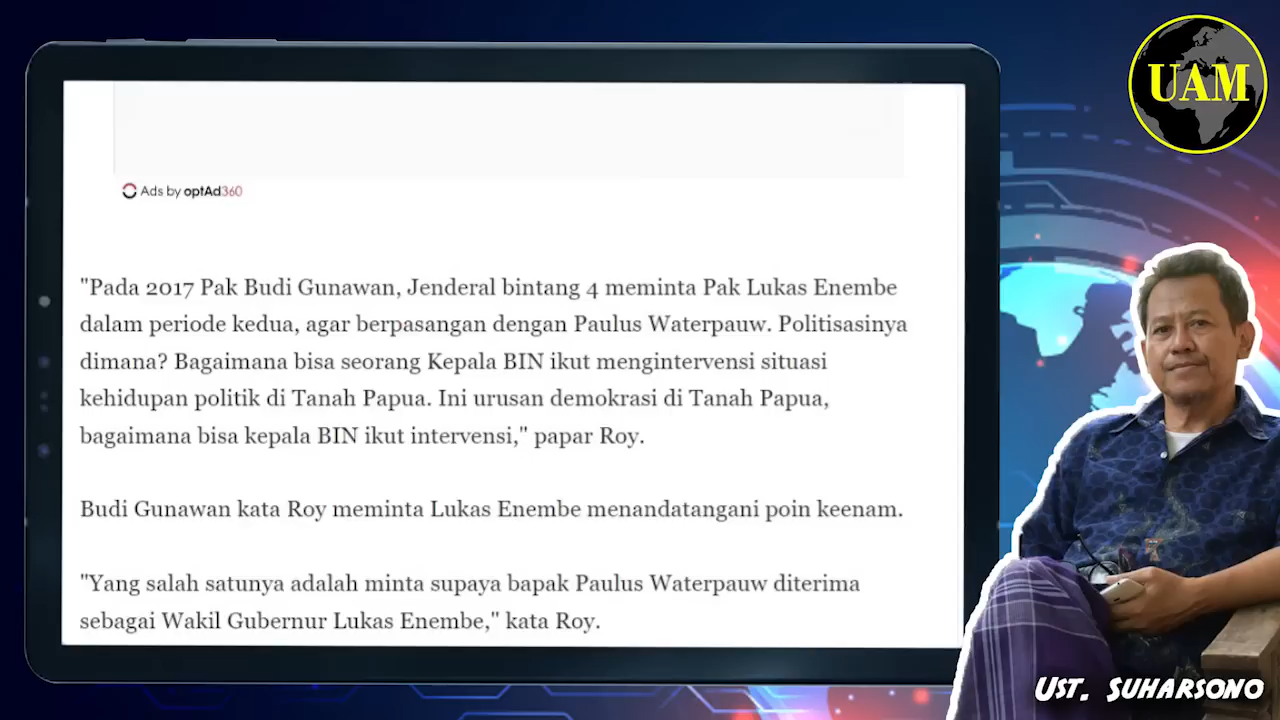 UAM
Ads by optAd360
"Pada 2017 Pak Budi Gunawan, Jenderal bintang 4 meminta Pak Lukas Enembe
dalam periode kedua, agar berpasangan dengan Paulus Waterpauw. Politisasinya
dimana? Bagaimana bisa seorang Kepala BIN ikut mengintervensi situasi
kehidupan politik di Tanah Papua. Ini urusan demokrasi di Tanah Papua,
bagaimana bisa kepala BIN ikut intervensi," papar Roy.
Budi Gunawan kata Roy meminta Lukas Enembe menandatangani poin keenam.
"Yang salah satunya adalah minta supaya bapak Paulus Waterpauw diterima
sebagai Wakil Gubernur Lukas Enembe," kata Roy.
UST. SUHARSONO